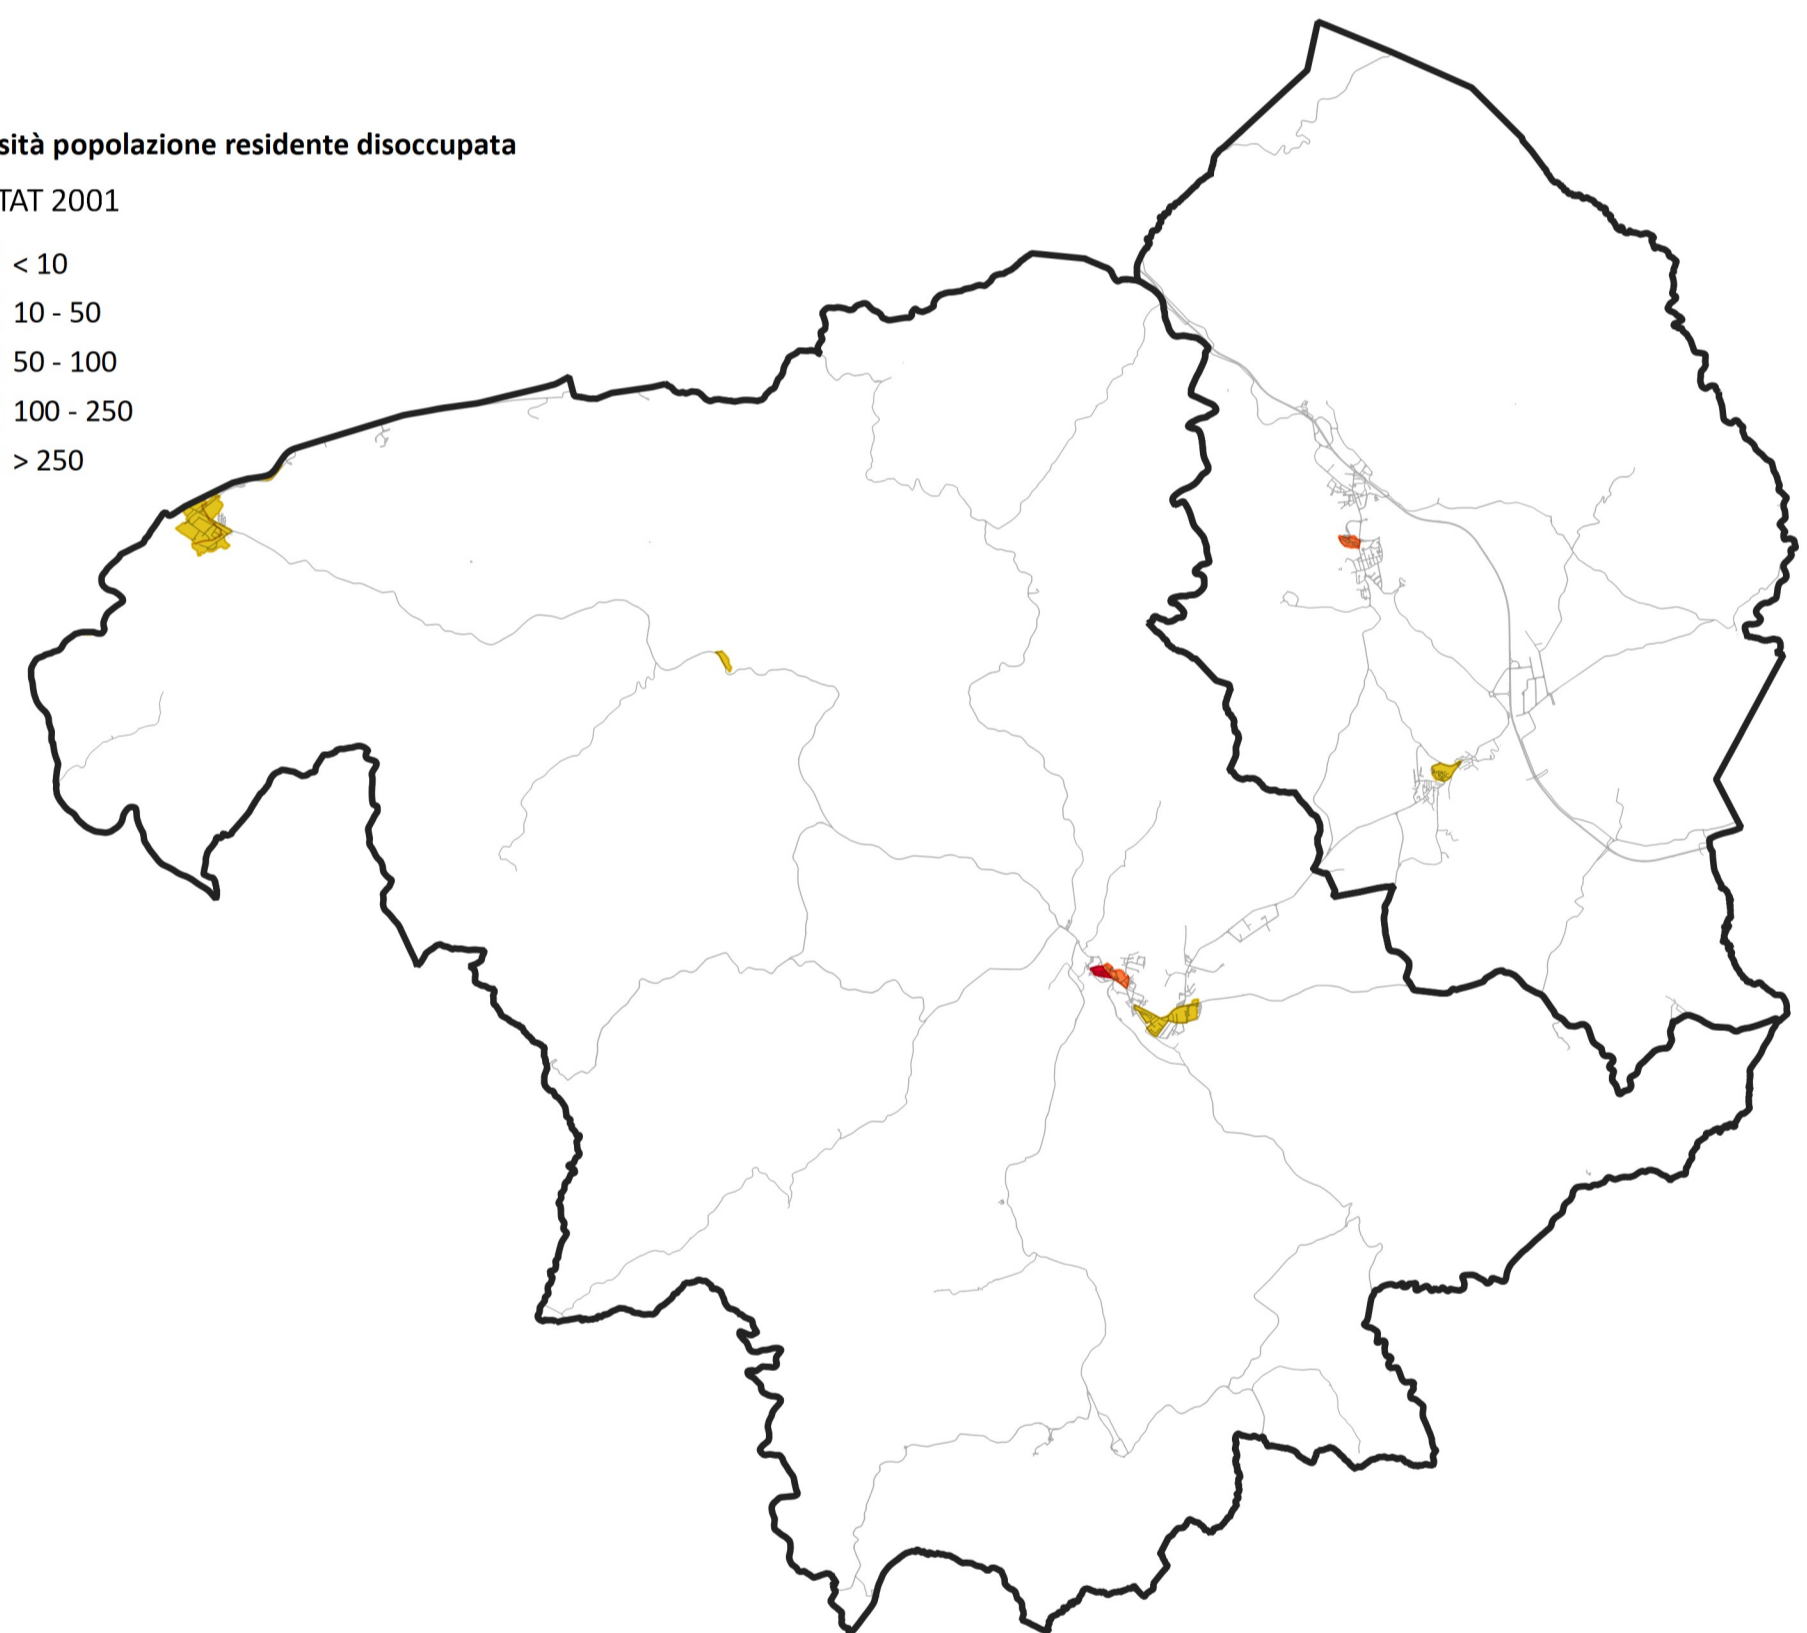 sità popolazione residente disoccupata
TAT 2001
< 10
10 - 50
50 - 100
100 - 250
> 250